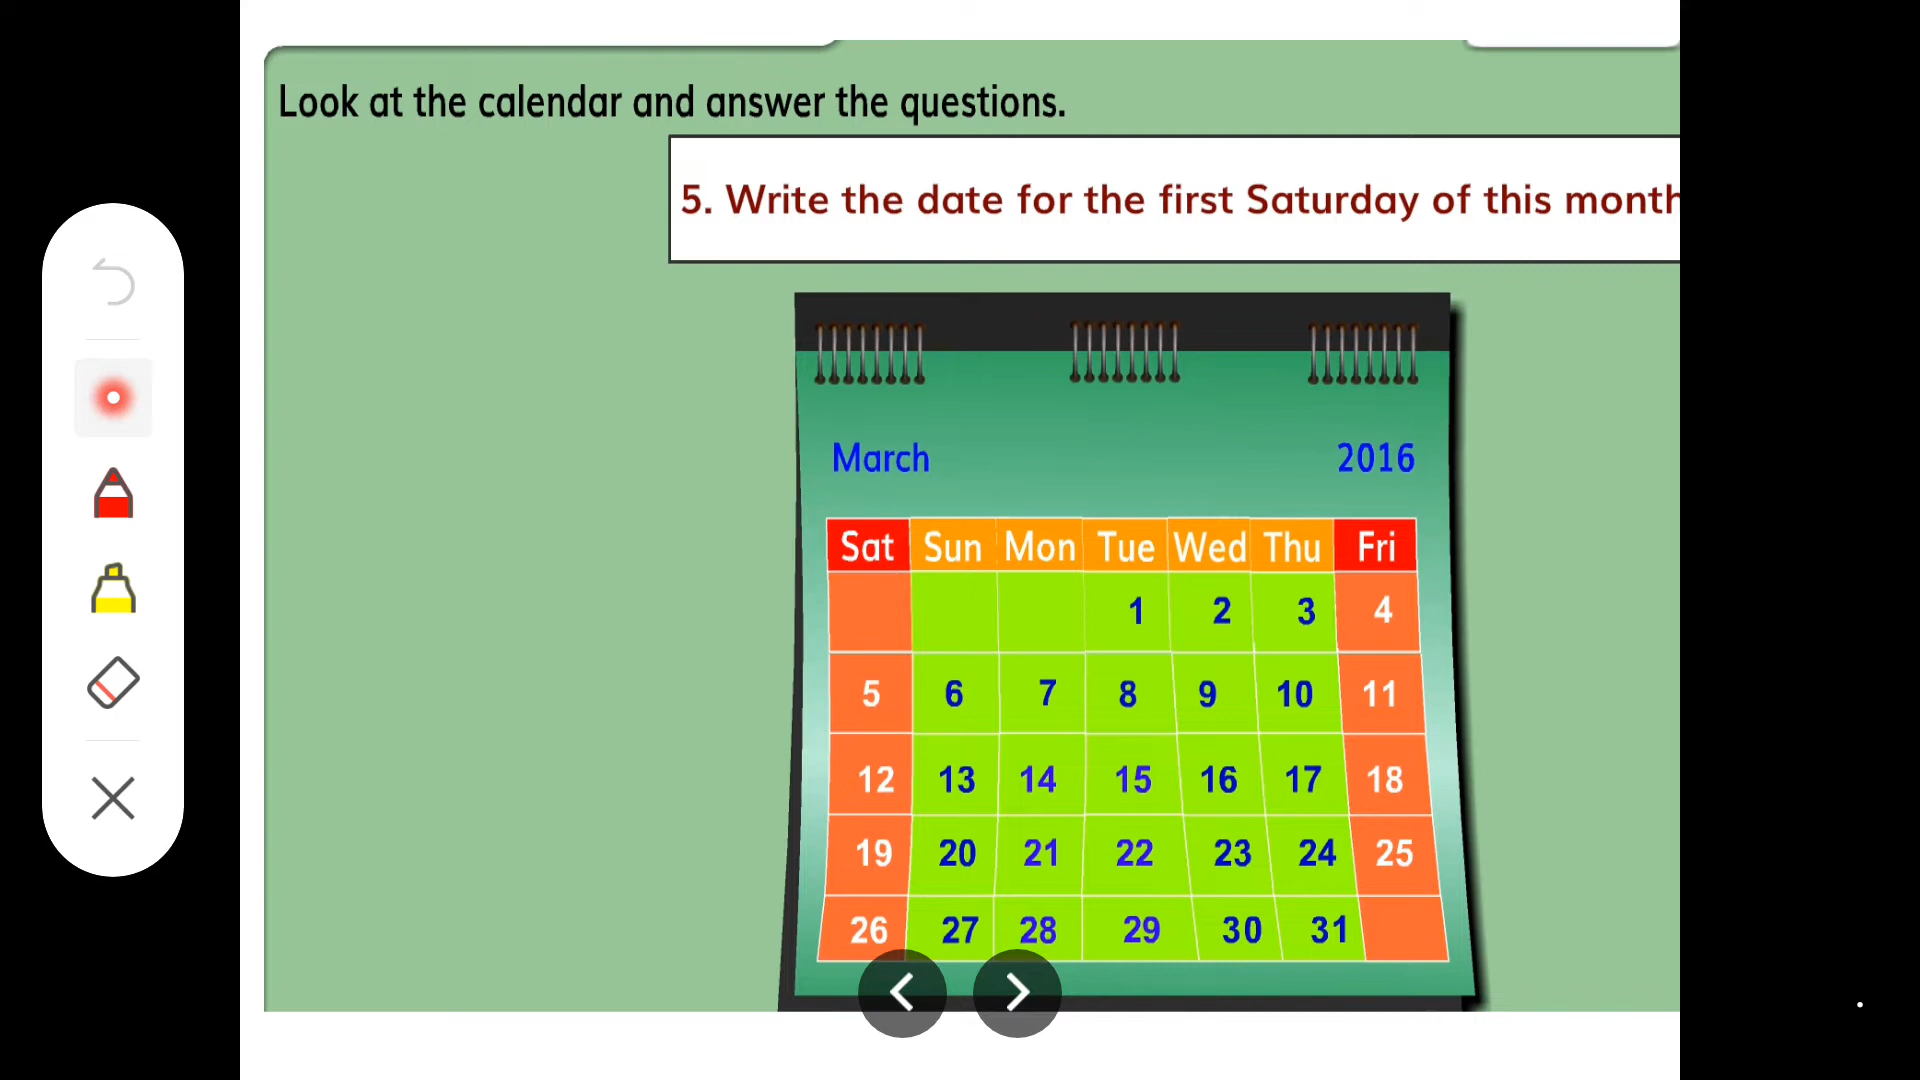 Look at the calendar and answer the questions.
5. Write the date for the first Saturday of this month
March 2016
Sat Sun Mon Tue Wed Thu Fri
1 2 3 4
5 6 7 8 9 10 11
12 13 14 15 16 17 18
19 20 21 22 23 24 25
26 27 28 29 30 31